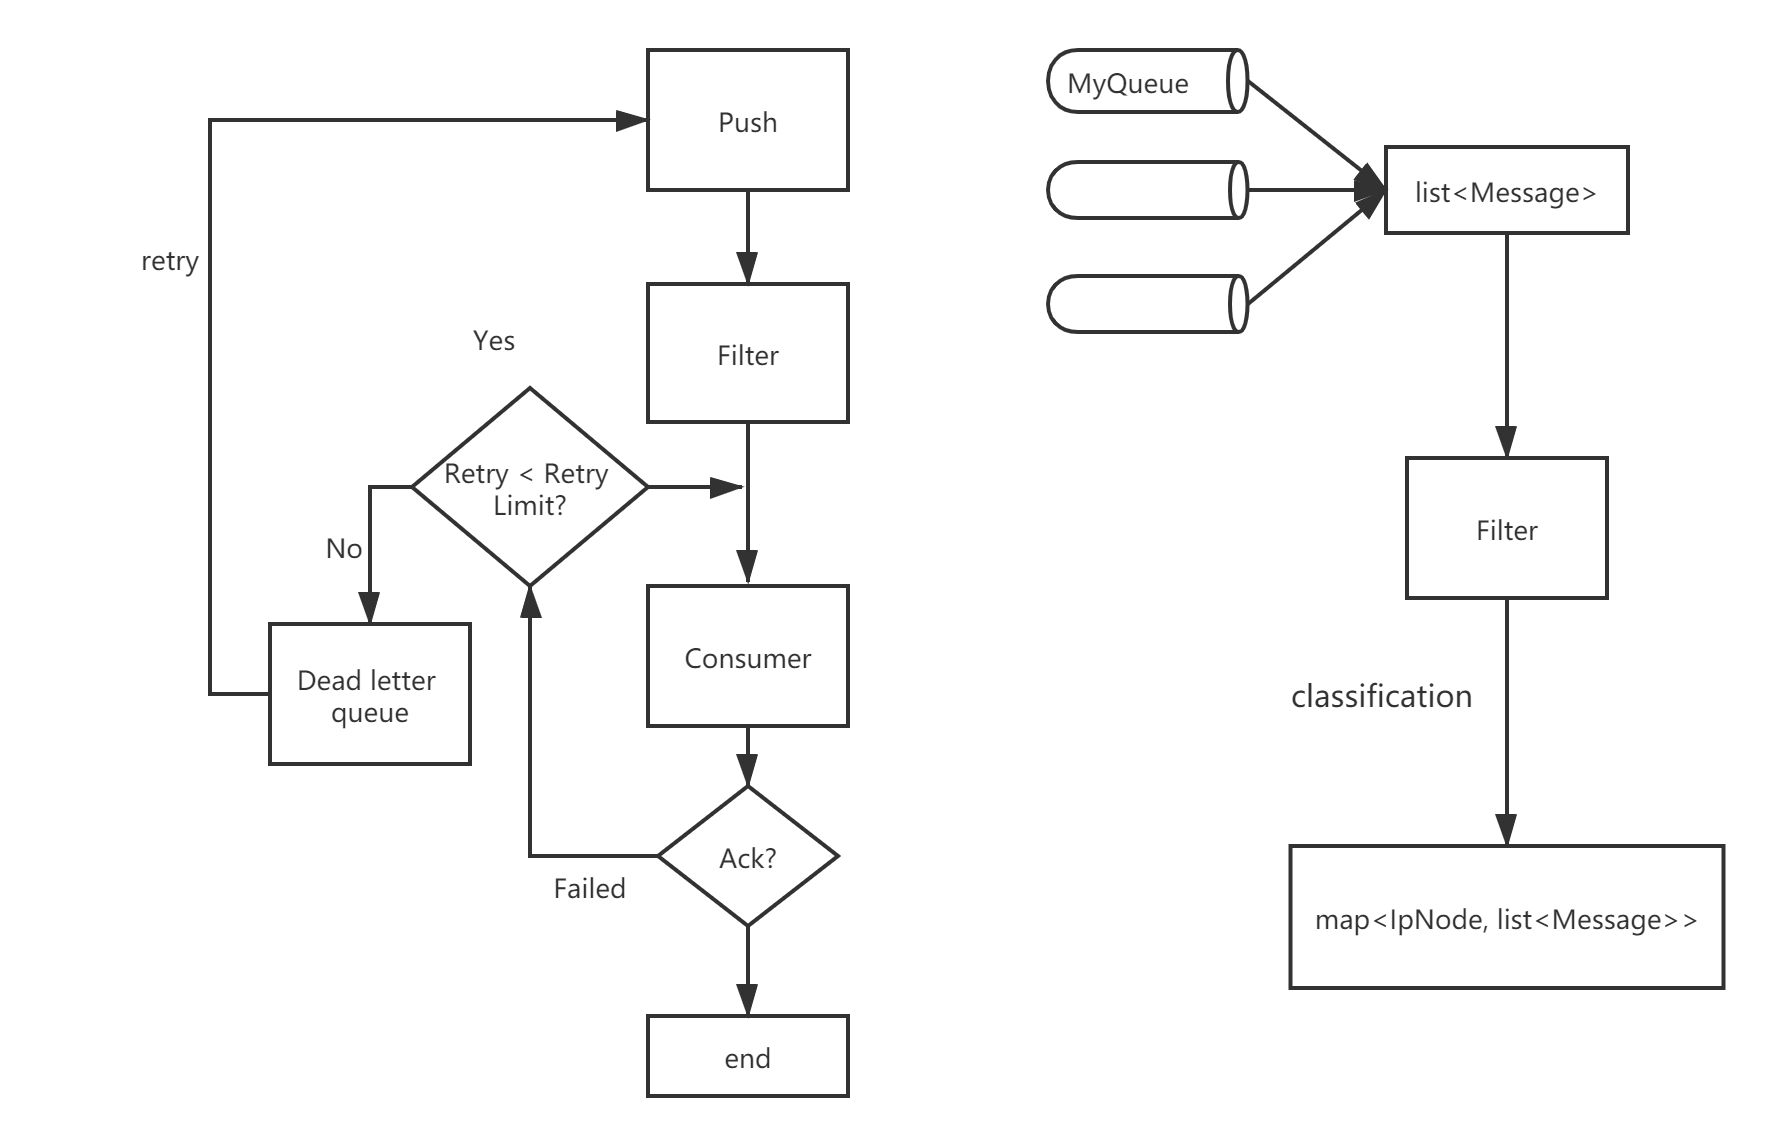 Push
retry
Filter
Yes
Retry < Retry
Limit?
No
Dead letter
queue
Consumer
Ack?
Failed
end
MyQueue
list<Message>
Filter
classification
map<IpNode, list<Message>>